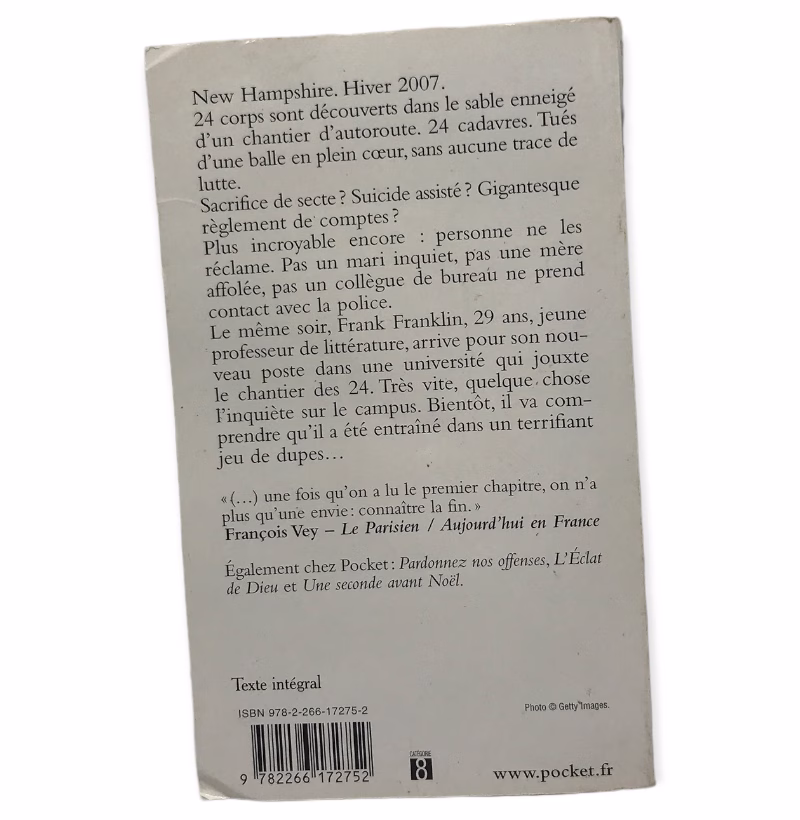 New Hampshire. Hiver 2007.
24 corps sont découverts dans le sable enneigé
d'un chantier d'autoroute. 24 cadavres. Tués
d'une balle en plein cœur, sans aucune trace de
lutte.
Sacrifice de secte ? Suicide assisté ? Gigantesque
règlement de comptes ?
Plus incroyable encore : personne ne les
réclame. Pas un mari inquiet, pas une mère
affolée, pas un collègue de bureau ne prend
contact avec la police.
Le même soir, Frank Franklin, 29 ans, jeune
professeur de littérature, arrive pour son nou-
veau poste dans une université qui jouxte
le chantier des 24. Très vite, quelque chose
l'inquiète sur le campus. Bientôt, il va com-
prendre qu'il a été entraîné dans un terrifiant
jeu de dupes…
« (…) une fois qu'on a lu le premier chapitre, on n'a
plus qu'une envie : connaître la fin. »
François Vey – Le Parisien / Aujourd'hui en France
Également chez Pocket : Pardonnez nos offenses, L'Éclat
de Dieu et Une seconde avant Noël.
Texte intégral
ISBN 978-2-266-17275-2
Photo © Getty Images.
9 782266 172752
CATÉGORIE
8
www.pocket.fr